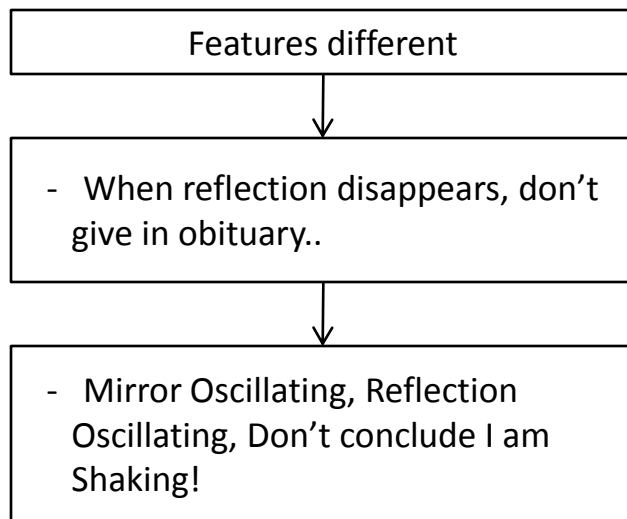 Features different
- When reflection disappears, don’t
give in obituary..
- Mirror Oscillating, Reflection
Oscillating, Don’t conclude I am
Shaking!